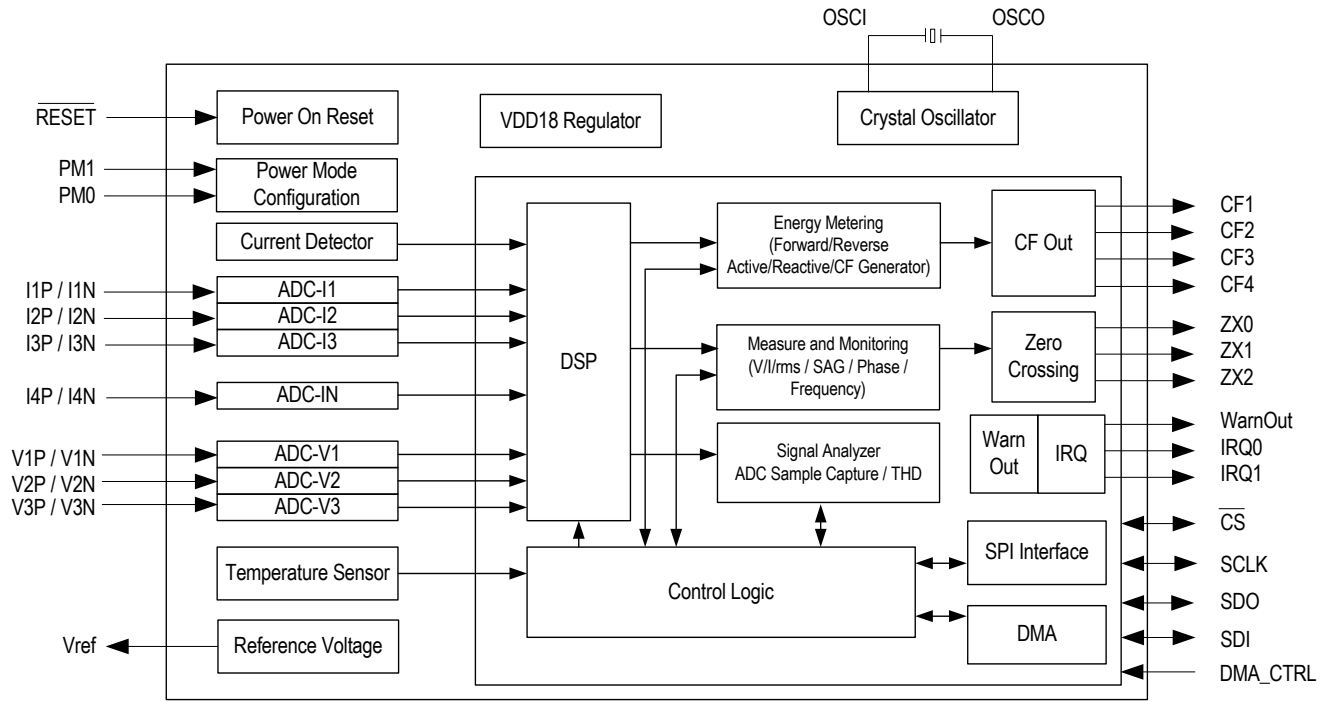 OSCI
OSCO
RESET
Power On Reset
VDD18 Regulator
Crystal Oscillator
PM1
PM0
Power Mode
Configuration
Current Detector
I1P / I1N
ADC-I1
I2P / I2N
ADC-I2
I3P / I3N
ADC-I3
I4P / I4N
ADC-IN
V1P / V1N
ADC-V1
V2P / V2N
ADC-V2
V3P / V3N
ADC-V3
Temperature Sensor
Vref
Reference Voltage
DSP
Energy Metering
(Forward/Reverse
Active/Reactive/CF Generator)
CF Out
CF1
CF2
CF3
CF4
Measure and Monitoring
(V/I/rms / SAG / Phase /
Frequency)
Zero
Crossing
ZX0
ZX1
ZX2
Signal Analyzer
ADC Sample Capture / THD
Warn
Out
IRQ
WarnOut
IRQ0
IRQ1
Control Logic
SPI Interface
DMA
CS
SCLK
SDO
SDI
DMA_CTRL